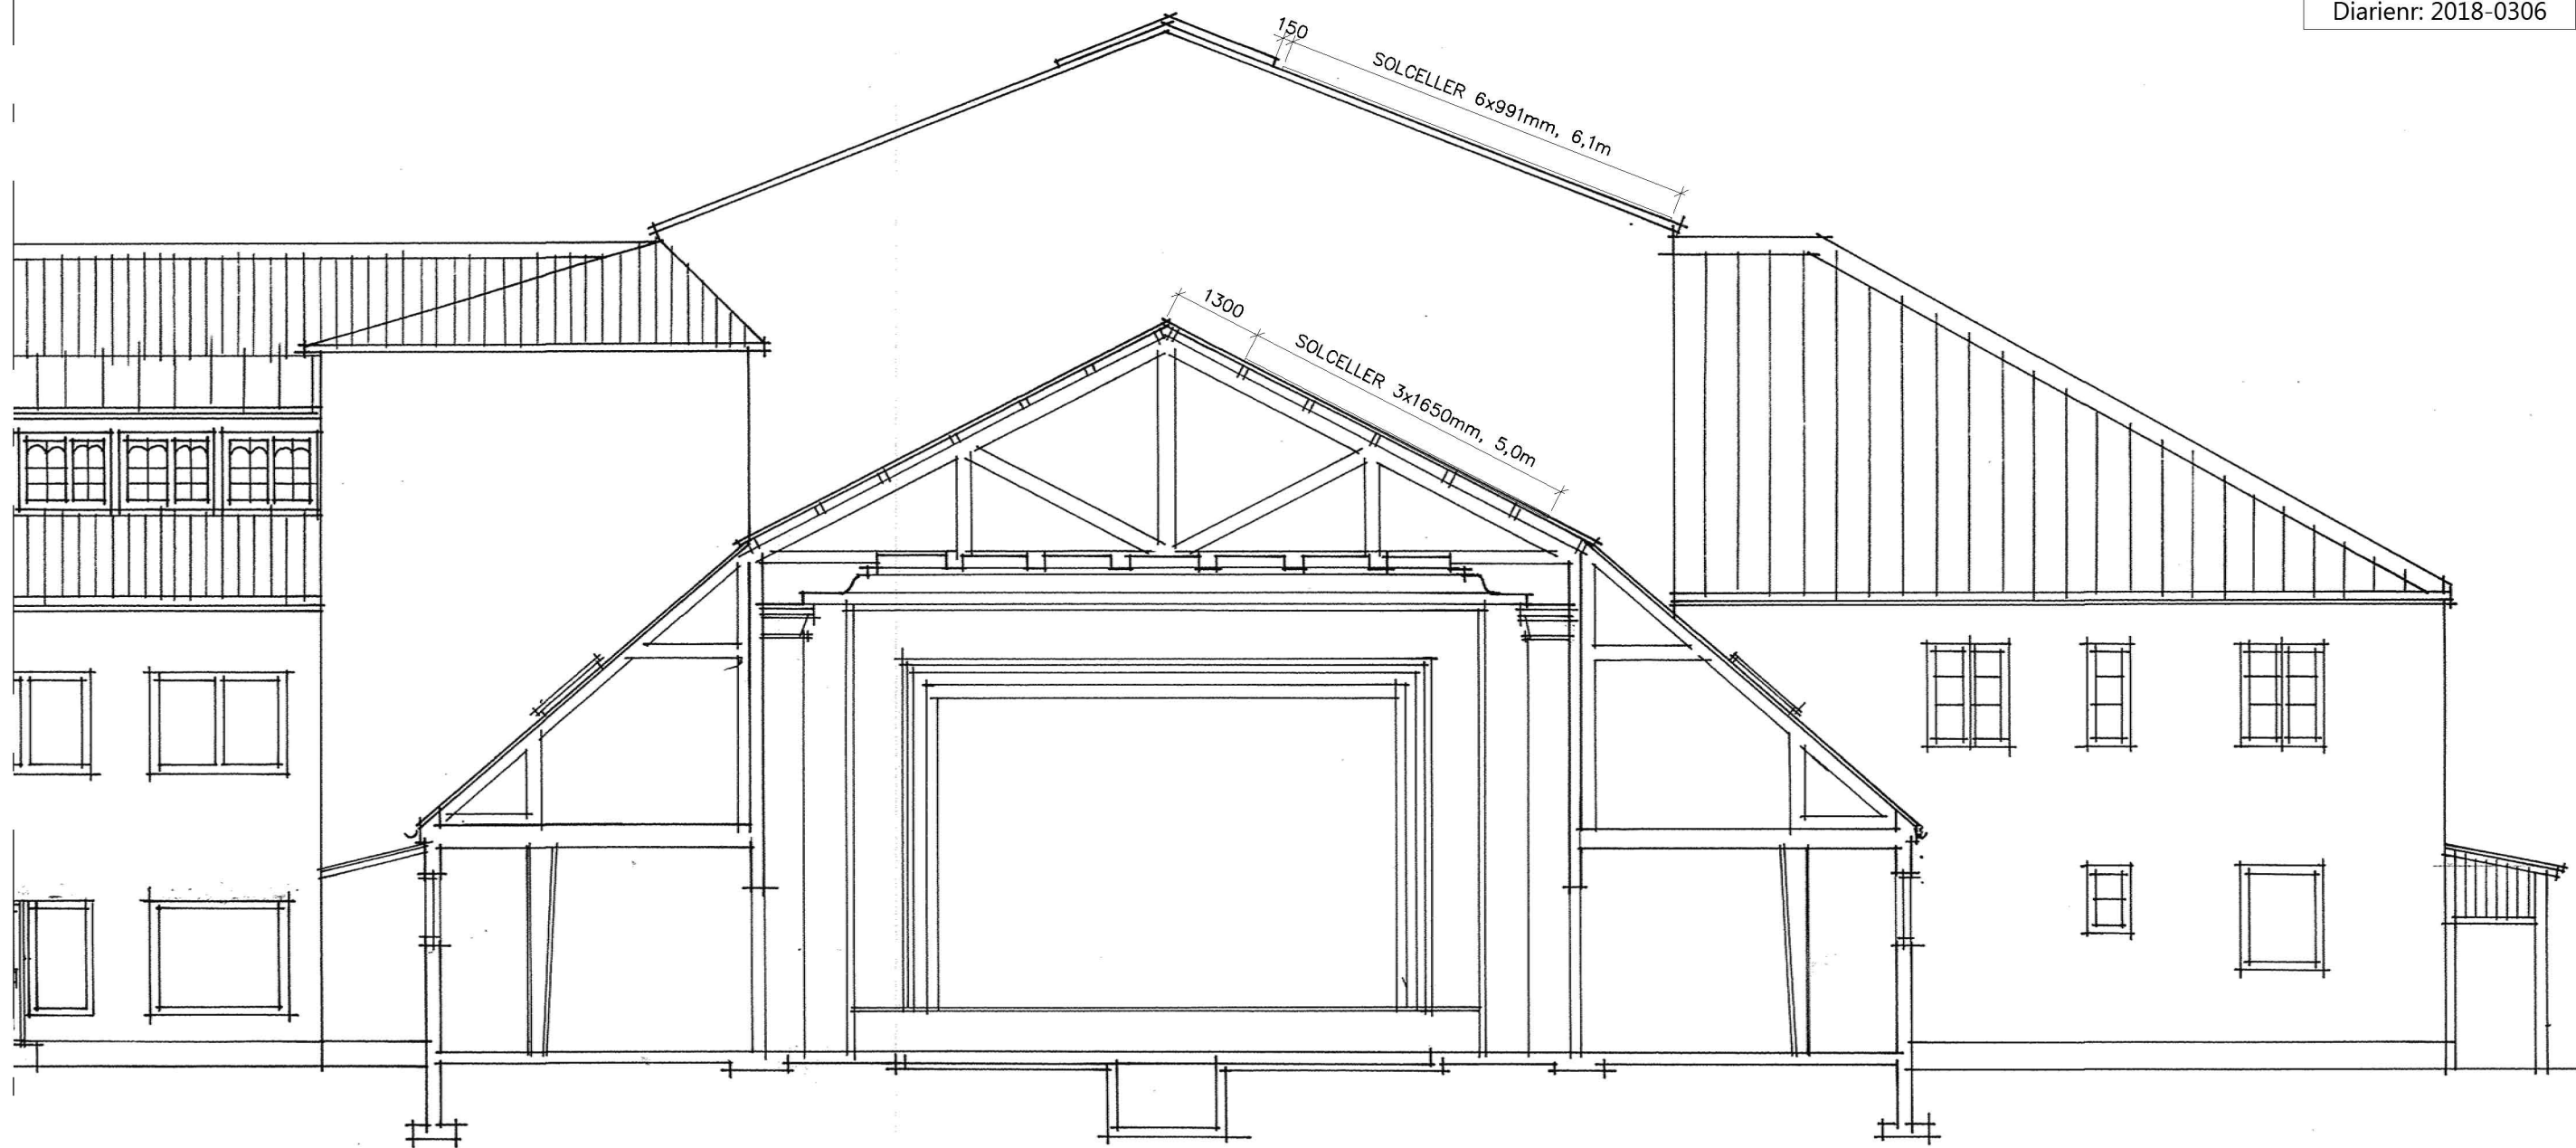 Diarienr: 2018-0306
150
SOLCELLER 6x991mm, 6,1m
1300
SOLCELLER 3x1650mm, 5,0m